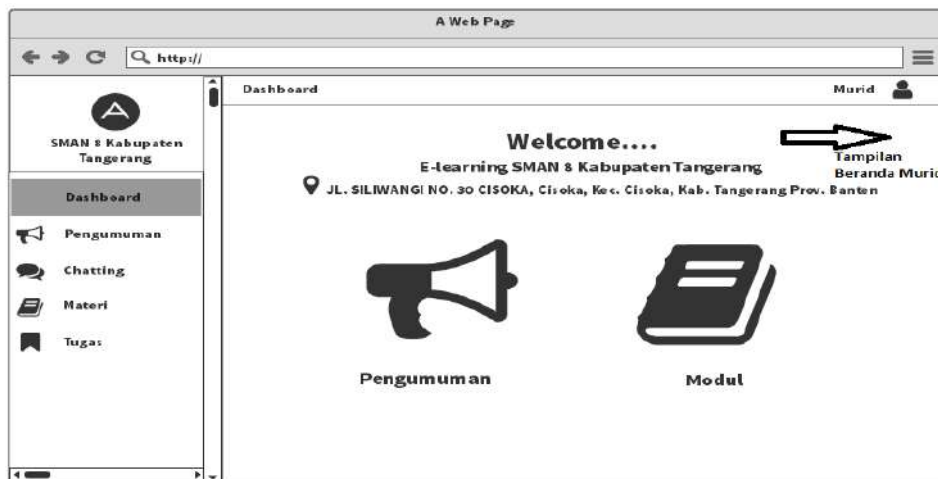 A Web Page
http://
SMAN 8 Kabupaten
Tangerang
Dashboard
Pengumuman
Chatting
Materi
Tugas
Dashboard
Murid
Welcome....
E-learning SMAN 8 Kabupaten Tangerang
JL. SILIWANGI NO. 30 CISOKA, Cisoka, Kec. Cisoka, Kab. Tangerang Prov. Banten
Tampilan
Beranda Murid
Pengumuman
Modul